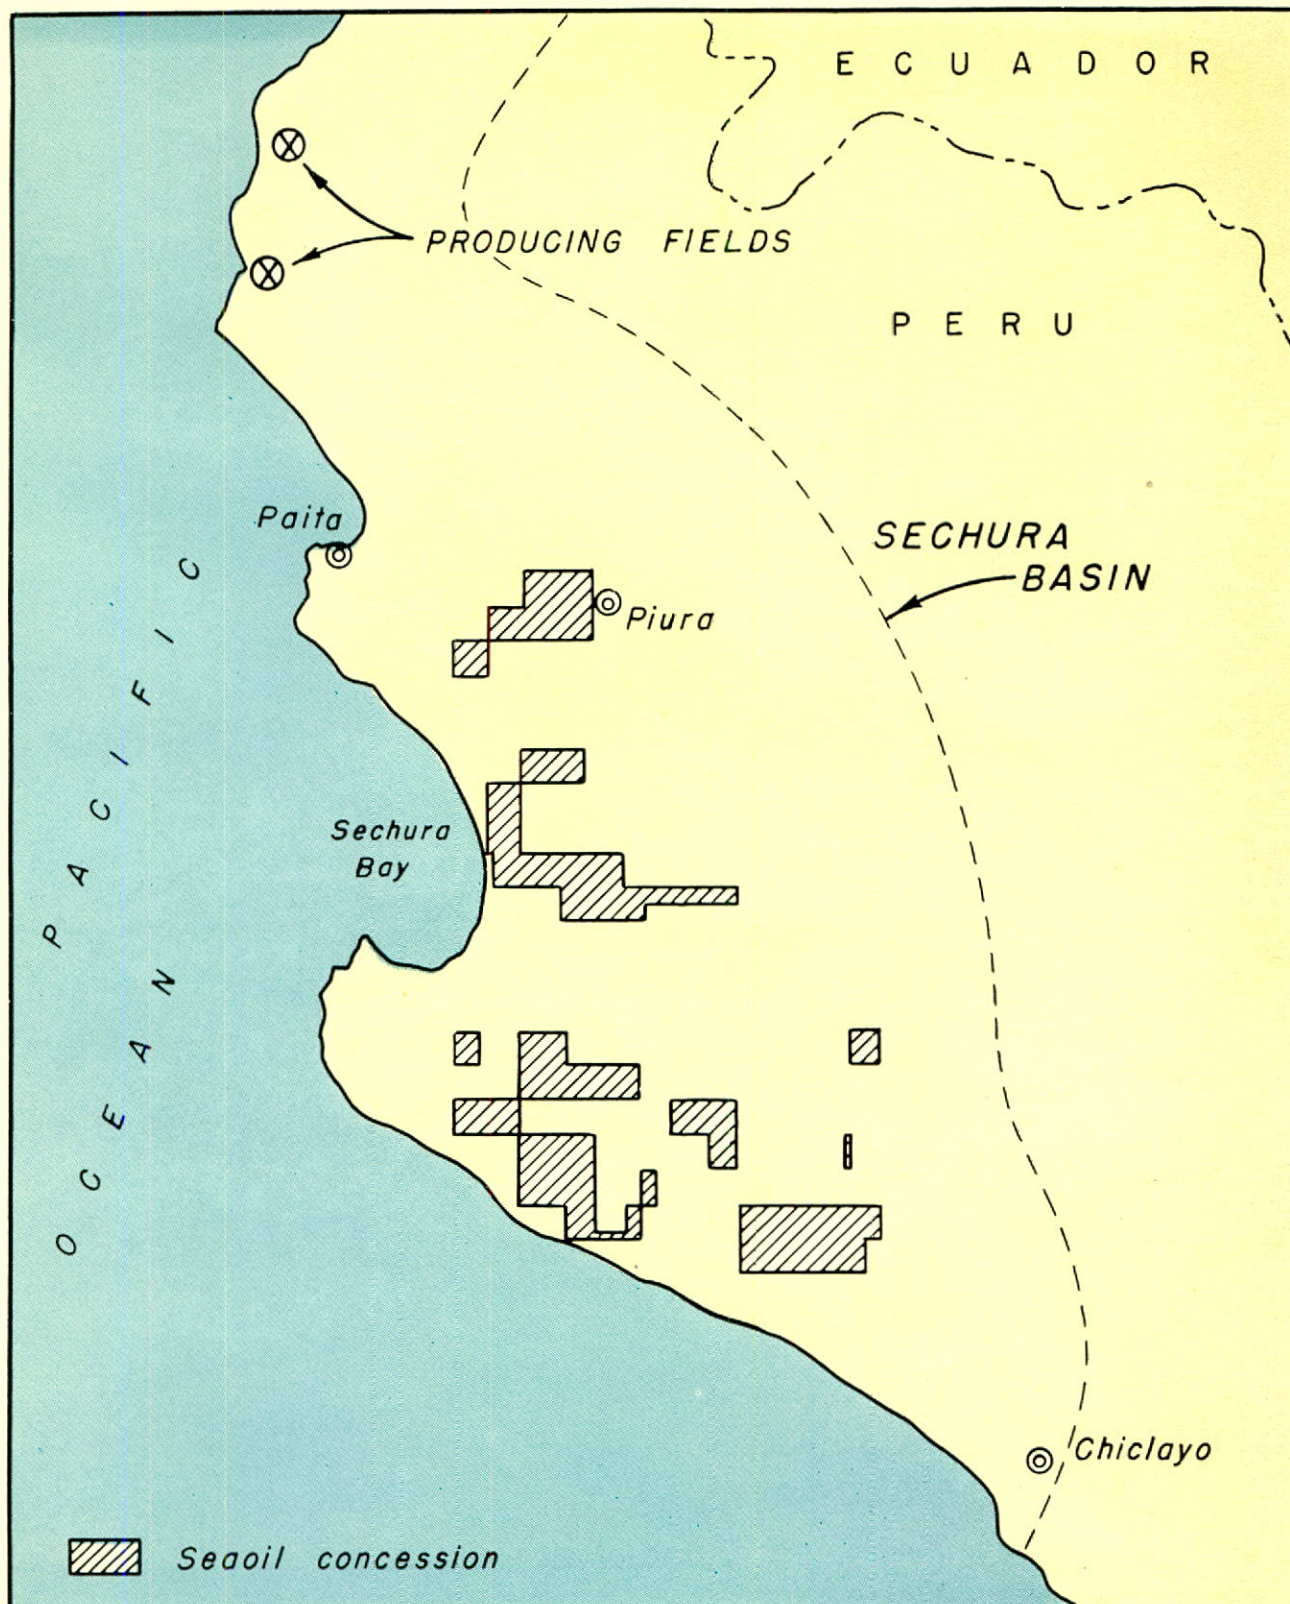 ECUADOR
PRODUCING FIELDS
PERU
Paita
SECHURA
BASIN
Piura
PACIFIC
OCEAN
Sechura
Bay
Chiclayo
Seaoil concession